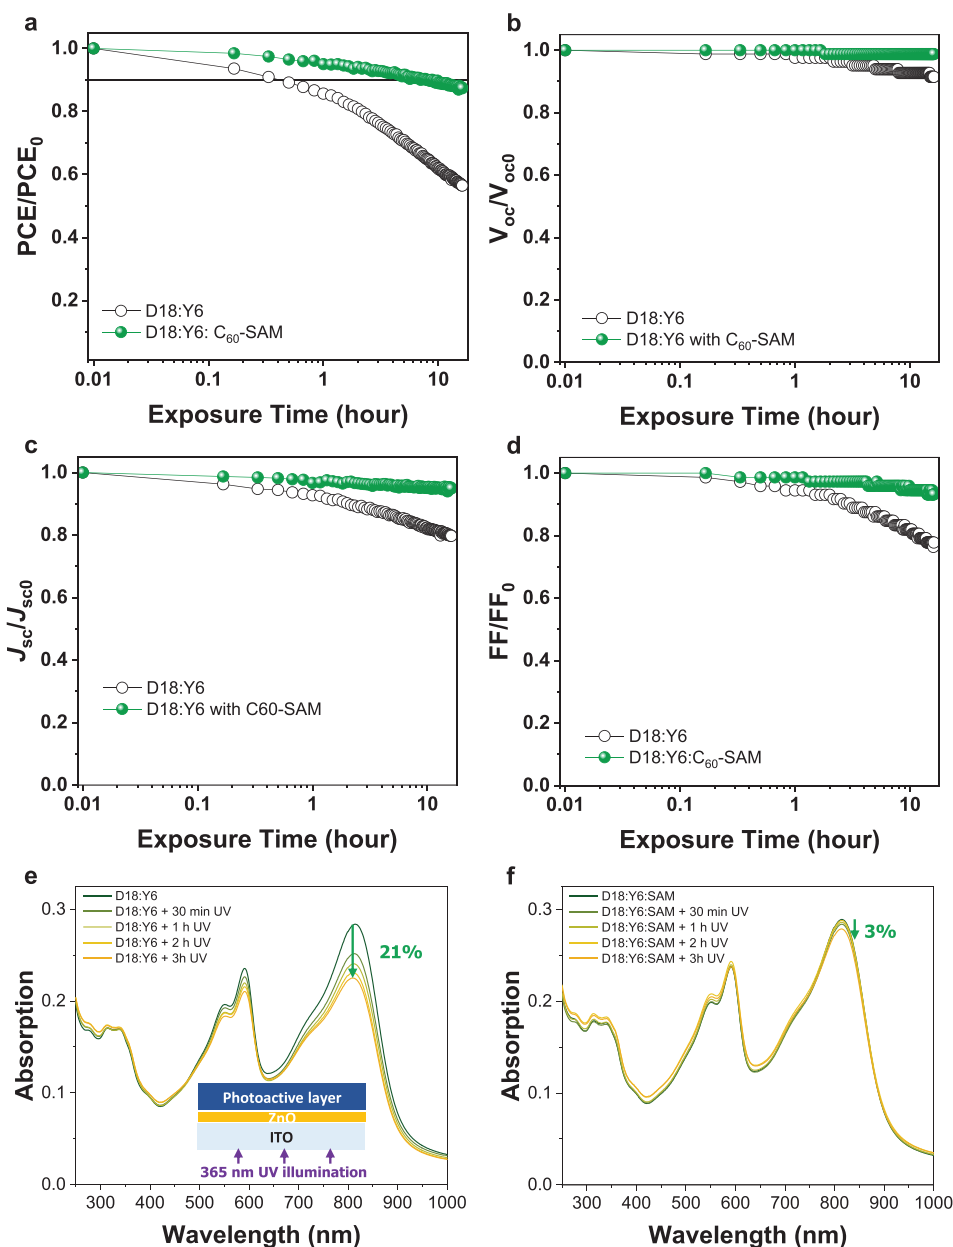 a
1.0
0.8
0.6
0.4
0.2
PCE/PCE₀
D18:Y6
D18:Y6: C₆₀-SAM
0.01 0.1 1 10
Exposure Time (hour)
b
1.0
0.8
0.6
0.4
0.2
0.0
Voc/Voc0
D18:Y6
D18:Y6 with C₆₀-SAM
0.01 0.1 1 10
Exposure Time (hour)
c
1.0
0.8
0.6
0.4
0.2
0.0
Jsc/Jsc0
D18:Y6
D18:Y6 with C60-SAM
0.01 0.1 1 10
Exposure Time (hour)
d
1.0
0.8
0.6
0.4
0.2
0.0
FF/FF₀
D18:Y6
D18:Y6:C₆₀-SAM
0.01 0.1 1 10
Exposure Time (hour)
e
D18:Y6
D18:Y6 + 30 min UV
D18:Y6 + 1 h UV
D18:Y6 + 2 h UV
D18:Y6 + 3h UV
21%
0.3
0.2
0.1
0.0
Absorption
Photoactive layer
ZnO
ITO
365 nm UV illumination
300 400 500 600 700 800 900 1000
Wavelength (nm)
f
D18:Y6:SAM
D18:Y6:SAM + 30 min UV
D18:Y6:SAM + 1 h UV
D18:Y6:SAM + 2 h UV
D18:Y6:SAM + 3h UV
3%
0.3
0.2
0.1
0.0
Absorption
300 400 500 600 700 800 900 1000
Wavelength (nm)